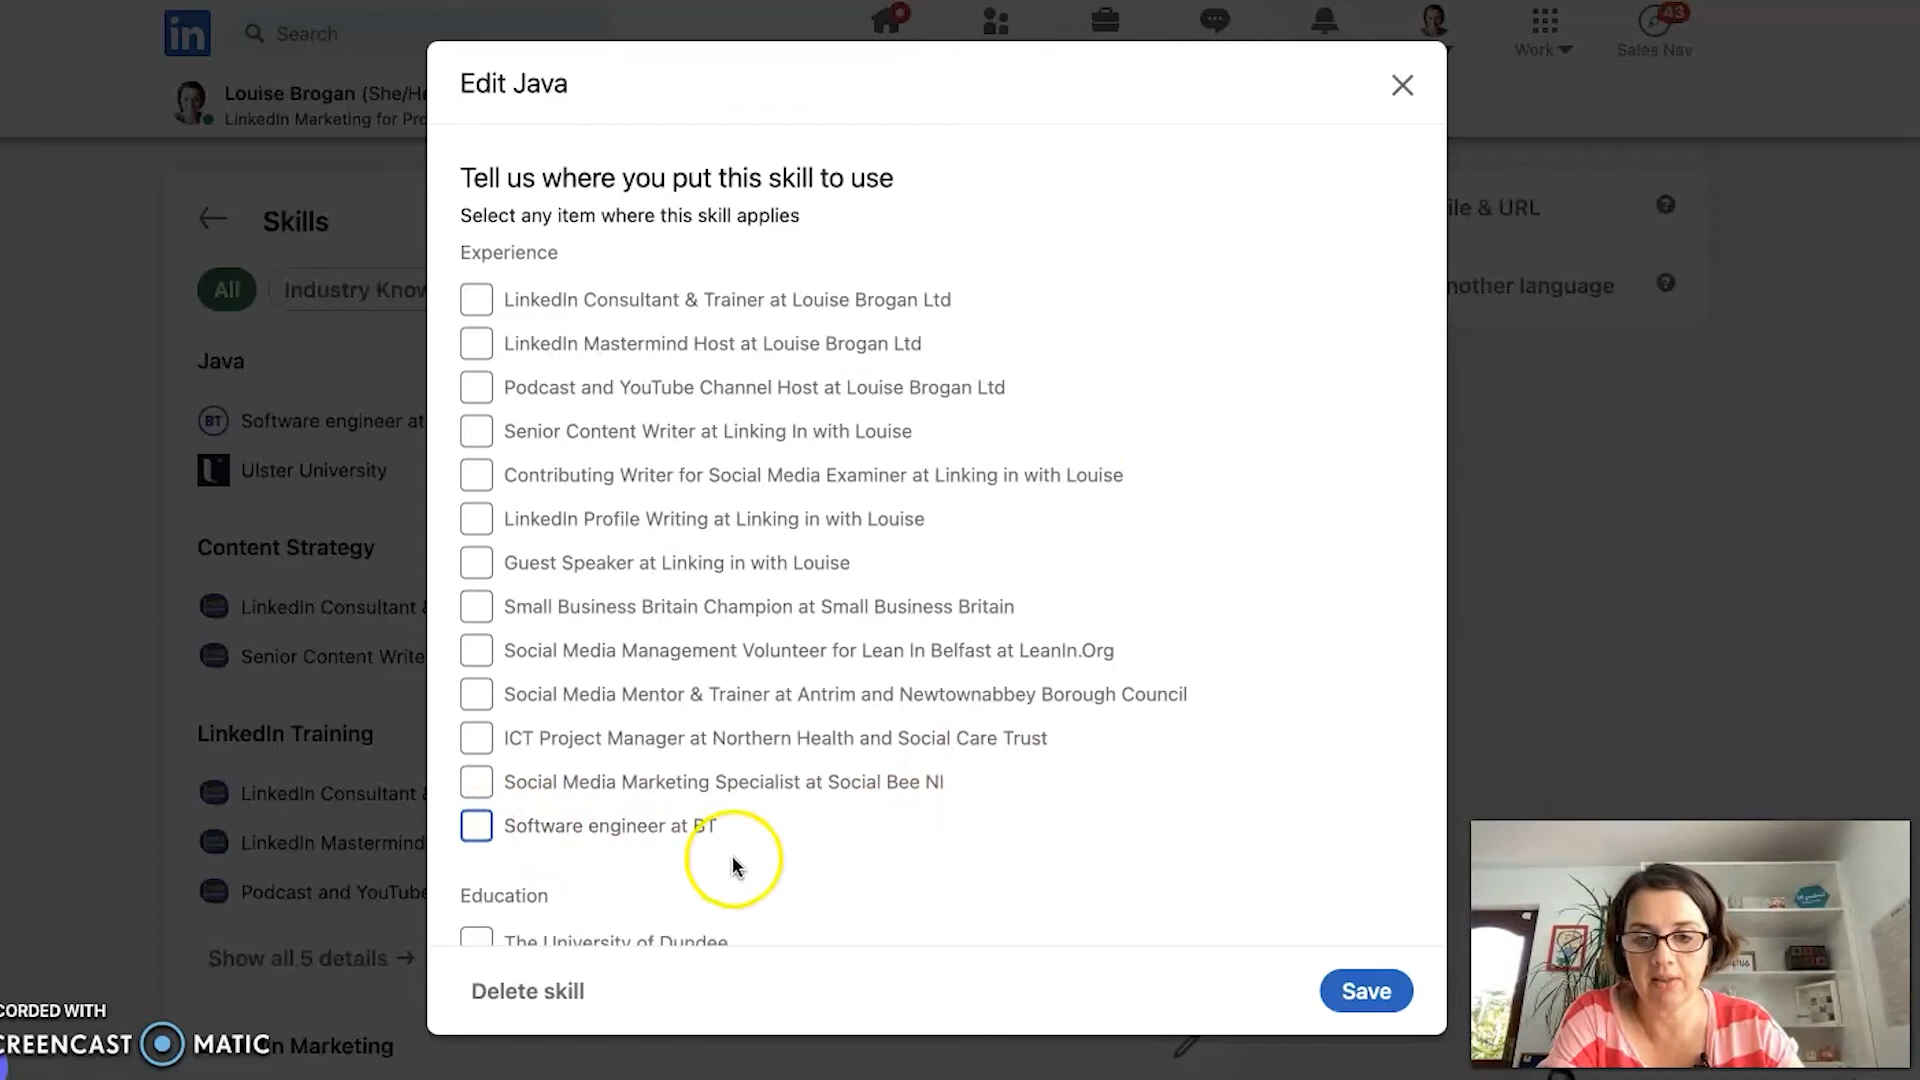 in
Search
Work
43
Sales Nav
Louise Brogan (She/He
LinkedIn Marketing for Pro
Skills
All
Industry Know
Java
BT
Software engineer at
Ulster University
Content Strategy
LinkedIn Consultant &
Senior Content Write
LinkedIn Training
LinkedIn Consultant &
LinkedIn Mastermind
Podcast and YouTube
Show all 5 details →
n Marketing
Edit Java
Tell us where you put this skill to use
Select any item where this skill applies
Experience
LinkedIn Consultant & Trainer at Louise Brogan Ltd
LinkedIn Mastermind Host at Louise Brogan Ltd
Podcast and YouTube Channel Host at Louise Brogan Ltd
Senior Content Writer at Linking In with Louise
Contributing Writer for Social Media Examiner at Linking in with Louise
LinkedIn Profile Writing at Linking in with Louise
Guest Speaker at Linking in with Louise
Small Business Britain Champion at Small Business Britain
Social Media Management Volunteer for Lean In Belfast at LeanIn.Org
Social Media Mentor & Trainer at Antrim and Newtownabbey Borough Council
ICT Project Manager at Northern Health and Social Care Trust
Social Media Marketing Specialist at Social Bee NI
Software engineer at BT
Education
The University of Dundee
Delete skill
Save
ile & URL
nother language
CORDED WITH
CREENCAST MATIC